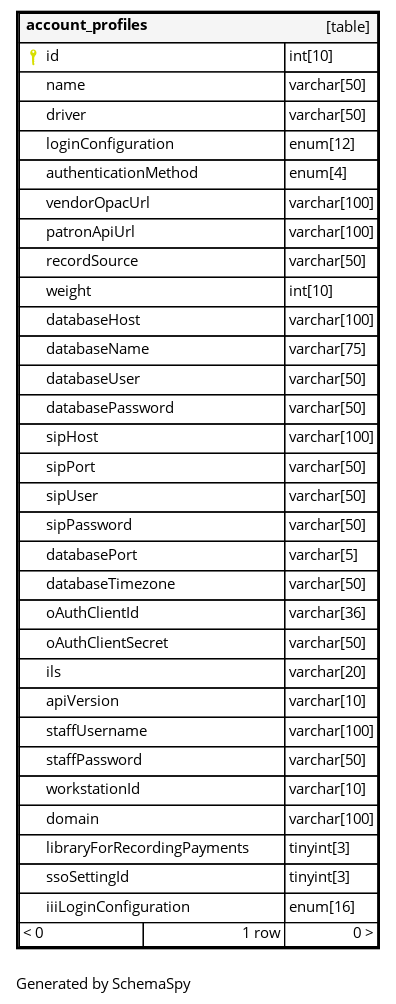 account_profiles [table]
id int[10]
name varchar[50]
driver varchar[50]
loginConfiguration enum[12]
authenticationMethod enum[4]
vendorOpacUrl varchar[100]
patronApiUrl varchar[100]
recordSource varchar[50]
weight int[10]
databaseHost varchar[100]
databaseName varchar[75]
databaseUser varchar[50]
databasePassword varchar[50]
sipHost varchar[100]
sipPort varchar[50]
sipUser varchar[50]
sipPassword varchar[50]
databasePort varchar[5]
databaseTimezone varchar[50]
oAuthClientId varchar[36]
oAuthClientSecret varchar[50]
ils varchar[20]
apiVersion varchar[10]
staffUsername varchar[100]
staffPassword varchar[50]
workstationId varchar[10]
domain varchar[100]
libraryForRecordingPayments tinyint[3]
ssoSettingId tinyint[3]
iiiLoginConfiguration enum[16]
< 0 1 row 0 >
Generated by SchemaSpy